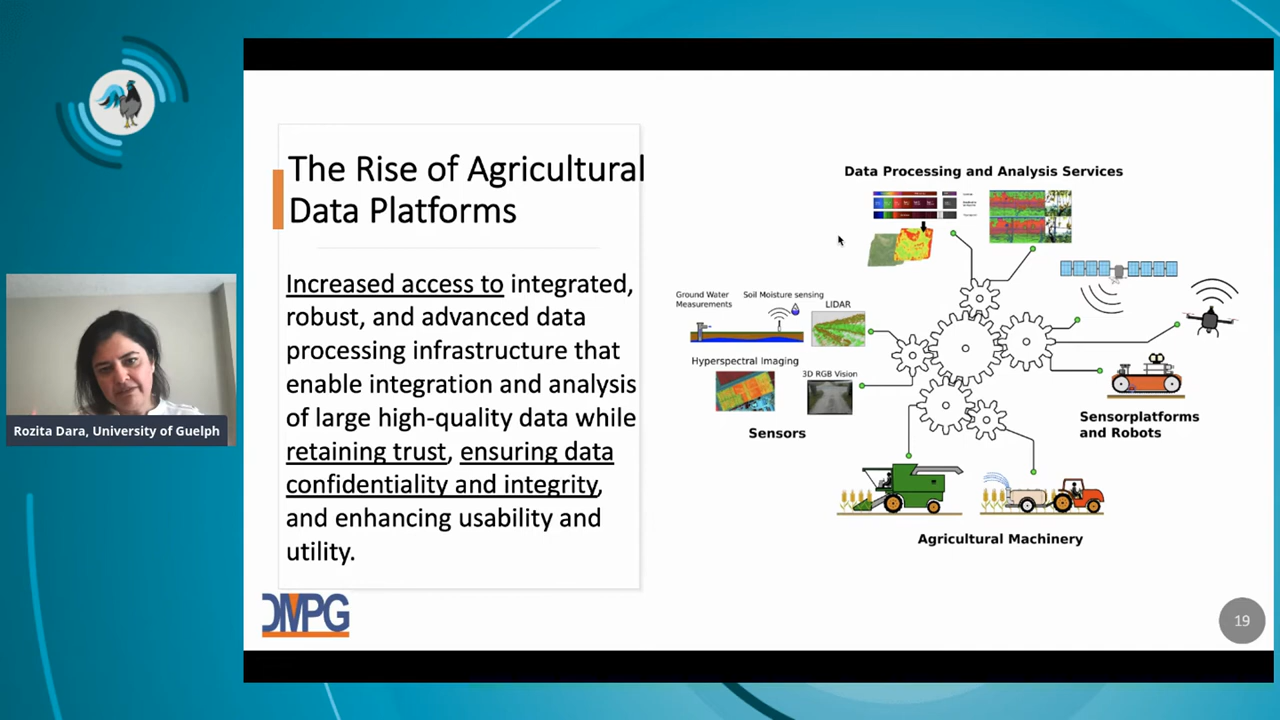 The Rise of Agricultural
Data Platforms
Increased access to integrated,
robust, and advanced data
processing infrastructure that
enable integration and analysis
of large high-quality data while
retaining trust, ensuring data
confidentiality and integrity,
and enhancing usability and
utility.
DMPG
Data Processing and Analysis Services
Ground Water
Measurements
Soil Moisture sensing
LIDAR
Hyperspectral Imaging
3D RGB Vision
Sensors
Sensorplatforms
and Robots
Agricultural Machinery
19
Rozita Dara, University of Guelph